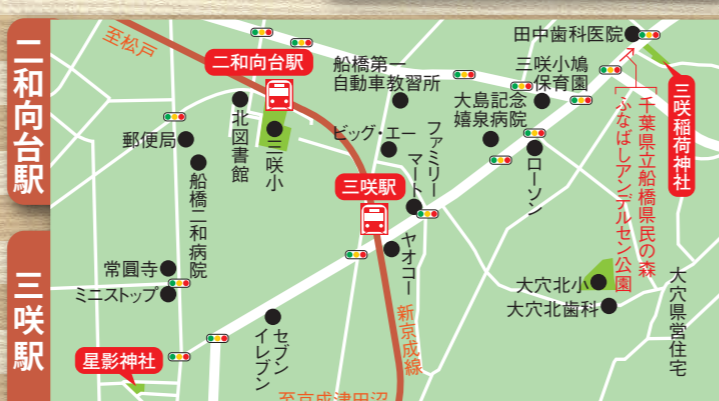 二和向台駅
三咲駅
至松戸
二和向台駅
船橋第一
自動車教習所
田中歯科医院
三咲小鳩
保育園
大島記念
嬉泉病院
三咲稲荷神社
千葉県立船橋県民の森
ふなばしアンデルセン公園
郵便局
北図書館
三咲小
ビッグ・エー
ファミリー
マート
ローソン
船橋二和病院
三咲駅
ヤオコー
常圓寺
ミニストップ
大穴北小
大穴北歯科
大穴県営住宅
新京成線
セブン
イレブン
星影神社
至京成津田沼